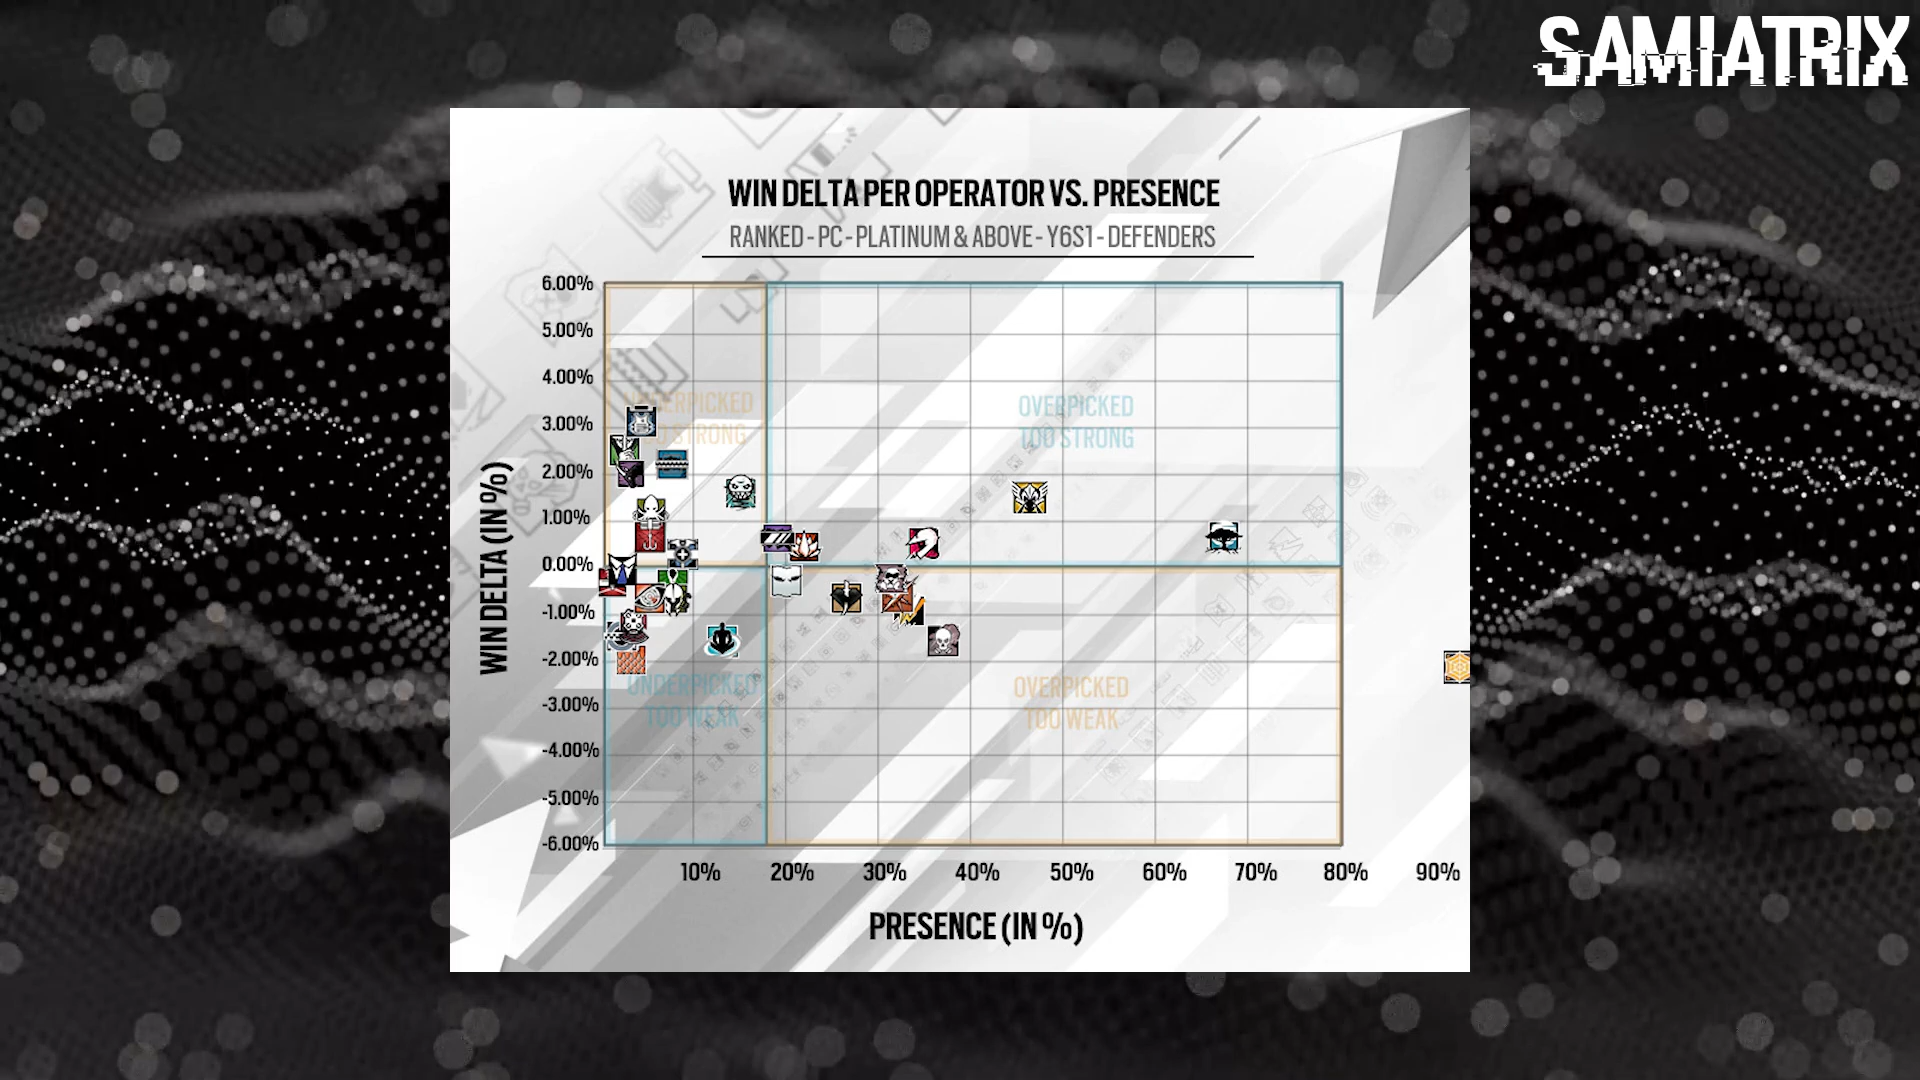 SAMIATRIX
WIN DELTA PER OPERATOR VS. PRESENCE
RANKED - PC - PLATINUM & ABOVE - Y6S1 - DEFENDERS
6.00%
5.00%
4.00%
3.00%
2.00%
1.00%
0.00%
-1.00%
-2.00%
-3.00%
-4.00%
-5.00%
-6.00%
WIN DELTA (IN %)
UNDERPICKED
TOO STRONG
OVERPICKED
TOO STRONG
UNDERPICKED
TOO WEAK
OVERPICKED
TOO WEAK
10% 20% 30% 40% 50% 60% 70% 80% 90%
PRESENCE (IN %)